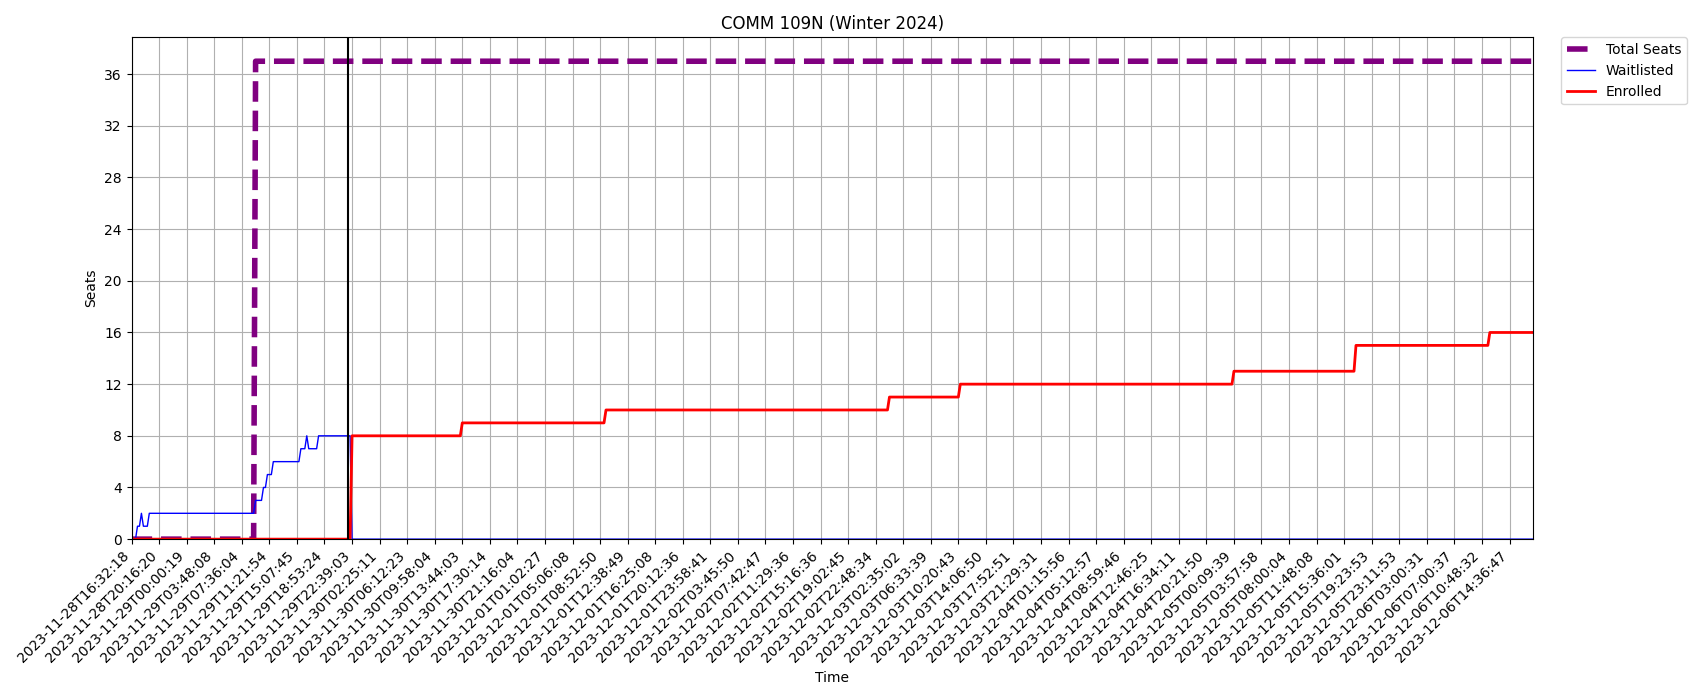 COMM 109N (Winter 2024)
Total Seats
Waitlisted
Enrolled
36
32
28
24
20
16
12
8
4
0
Seats
2023-11-28T16:32:18
2023-11-28T20:16:20
2023-11-29T00:00:19
2023-11-29T03:48:08
2023-11-29T07:36:04
2023-11-29T11:21:54
2023-11-29T15:07:45
2023-11-29T18:53:24
2023-11-29T22:39:03
2023-11-30T02:25:11
2023-11-30T06:12:23
2023-11-30T09:58:04
2023-11-30T13:44:03
2023-11-30T17:30:14
2023-11-30T21:16:04
2023-12-01T01:02:27
2023-12-01T05:06:08
2023-12-01T08:52:50
2023-12-01T12:38:49
2023-12-01T16:25:08
2023-12-01T20:12:36
2023-12-01T23:58:41
2023-12-02T03:45:50
2023-12-02T07:42:47
2023-12-02T11:29:36
2023-12-02T15:16:36
2023-12-02T19:02:45
2023-12-02T22:48:34
2023-12-03T02:35:02
2023-12-03T06:33:39
2023-12-03T10:20:43
2023-12-03T14:06:50
2023-12-03T17:52:51
2023-12-03T21:29:31
2023-12-04T01:15:56
2023-12-04T05:12:57
2023-12-04T08:59:46
2023-12-04T12:46:25
2023-12-04T16:34:11
2023-12-04T20:21:50
2023-12-05T00:09:39
2023-12-05T03:57:58
2023-12-05T08:00:04
2023-12-05T11:48:08
2023-12-05T15:36:01
2023-12-05T19:23:53
2023-12-05T23:11:53
2023-12-06T03:00:31
2023-12-06T07:00:37
2023-12-06T10:48:32
2023-12-06T14:36:47
Time